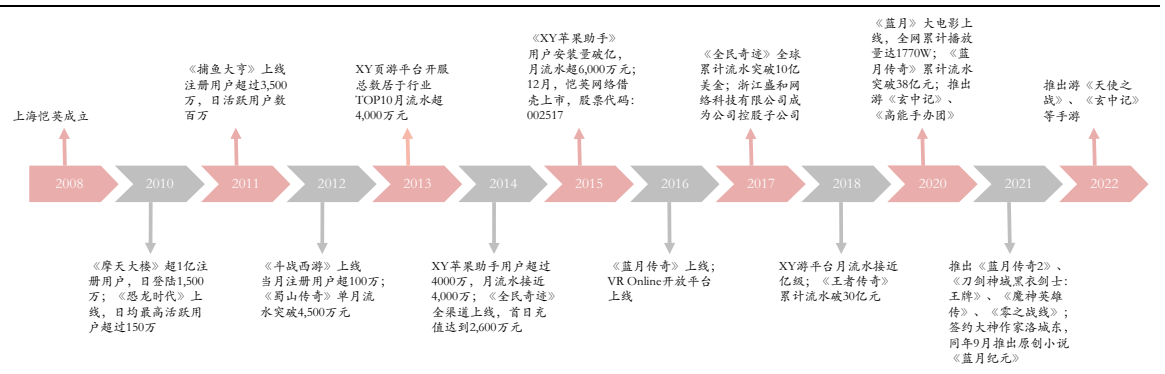 上海恺英成立
《捕鱼大亨》上线
注册用户超过3,500
万，日活跃用户数
百万
XY页游平台开服
总数居于行业
TOP10月流水超
4,000万元
《XY苹果助手》
用户安装量破亿，
月流水超6,000万元；
12月，恺英网络借
壳上市，股票代码：
002517
《全民奇迹》全球
累计流水突破10亿
美金；浙江盛和网
络科技有限公司成
为公司控股子公司
《蓝月》大电影上
线，全网累计播放
量达1770W；《蓝
月传奇》累计流水
突破38亿元；推出
游《玄中记》、
《高能手办团》
推出游《天使之
战》、《玄中记》
等手游
2008
2010
2011
2012
2013
2014
2015
2016
2017
2018
2020
2021
2022
《摩天大楼》超1亿注
册用户，日登陆1,500
万；《恐龙时代》上
线，日均最高活跃用
户超过150万
《斗战西游》上线
当月注册用户超100万；
《蜀山传奇》单月流
水突破4,500万元
XY苹果助手用户超过
4000万，月流水接近
4,000万；《全民奇迹》
全渠道上线，首日充
值达到2,600万元
《蓝月传奇》上线；
VR Online开放平台
上线
XY游平台月流水接近
亿级；《王者传奇》
累计流水破30亿元
推出《蓝月传奇2》、
《刀剑神域黑衣剑士:
王牌》、《魔神英雄
传》、《零之战线》；
签约大神作家洛城东，
同年9月推出原创小说
《蓝月纪元》